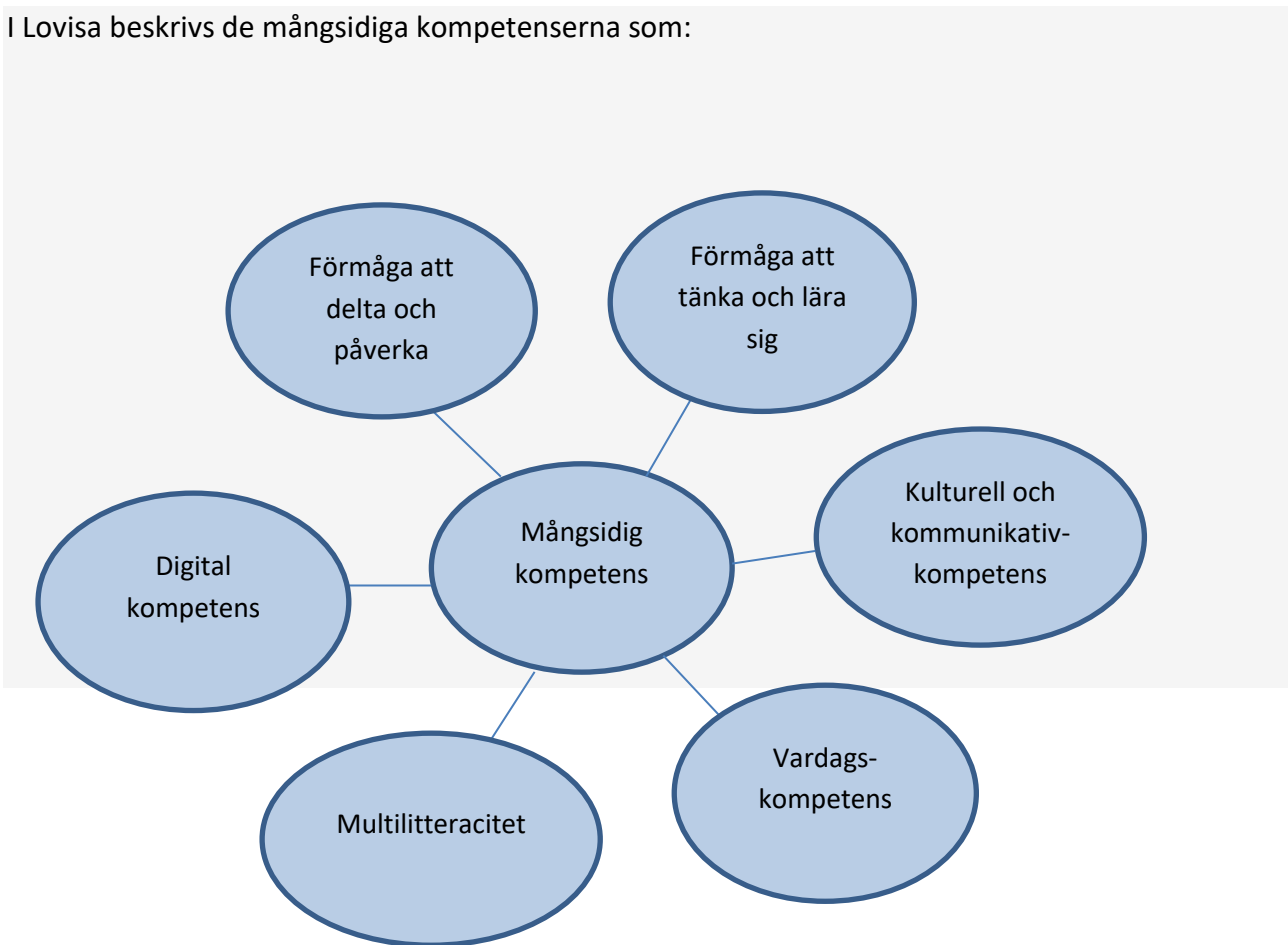 I Lovisa beskrivs de mångsidiga kompetenserna som:
Förmåga att
delta och
påverka
Förmåga att
tänka och lära
sig
Kulturell och
kommunikativ-
kompetens
Mångsidig
kompetens
Digital
kompetens
Vardags-
kompetens
Multilitteracitet